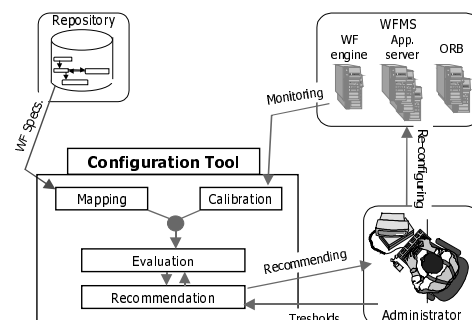 Repository
WFMS
WF
engine
App.
server
ORB
Monitoring
WF Specs.
Re-configuring
Configuration Tool
Mapping
Calibration
Evaluation
Recommending
Recommendation
Tresholds
Administrator